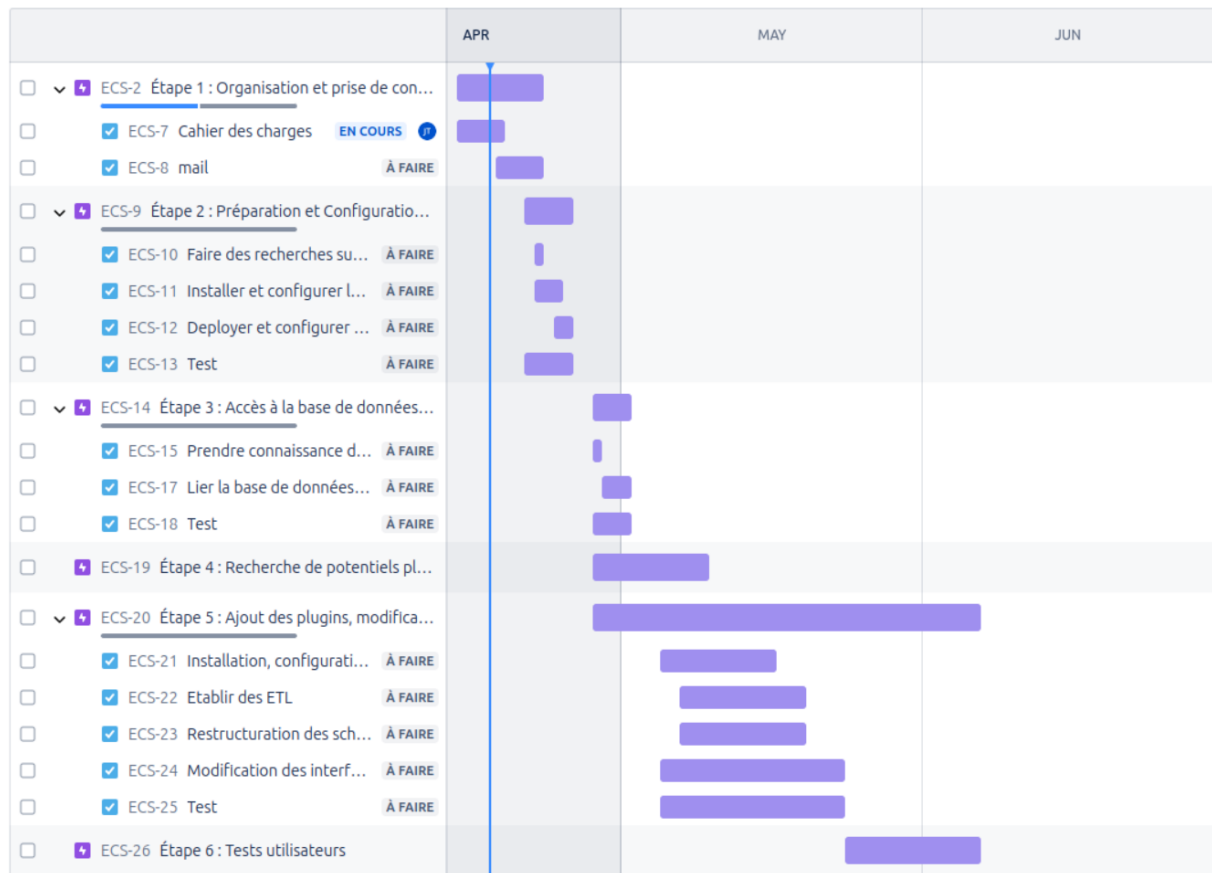 APR MAY JUN
ECS-2 Étape 1 : Organisation et prise de con...
ECS-7 Cahier des charges EN COURS JT
ECS-8 mail À FAIRE
ECS-9 Étape 2 : Préparation et Configuratio...
ECS-10 Faire des recherches su... À FAIRE
ECS-11 Installer et configurer l... À FAIRE
ECS-12 Deployer et configurer ... À FAIRE
ECS-13 Test À FAIRE
ECS-14 Étape 3 : Accès à la base de données...
ECS-15 Prendre connaissance d... À FAIRE
ECS-17 Lier la base de données... À FAIRE
ECS-18 Test À FAIRE
ECS-19 Étape 4 : Recherche de potentiels pl...
ECS-20 Étape 5 : Ajout des plugins, modifica...
ECS-21 Installation, configurati... À FAIRE
ECS-22 Etablir des ETL À FAIRE
ECS-23 Restructuration des sch... À FAIRE
ECS-24 Modification des interf... À FAIRE
ECS-25 Test À FAIRE
ECS-26 Étape 6 : Tests utilisateurs